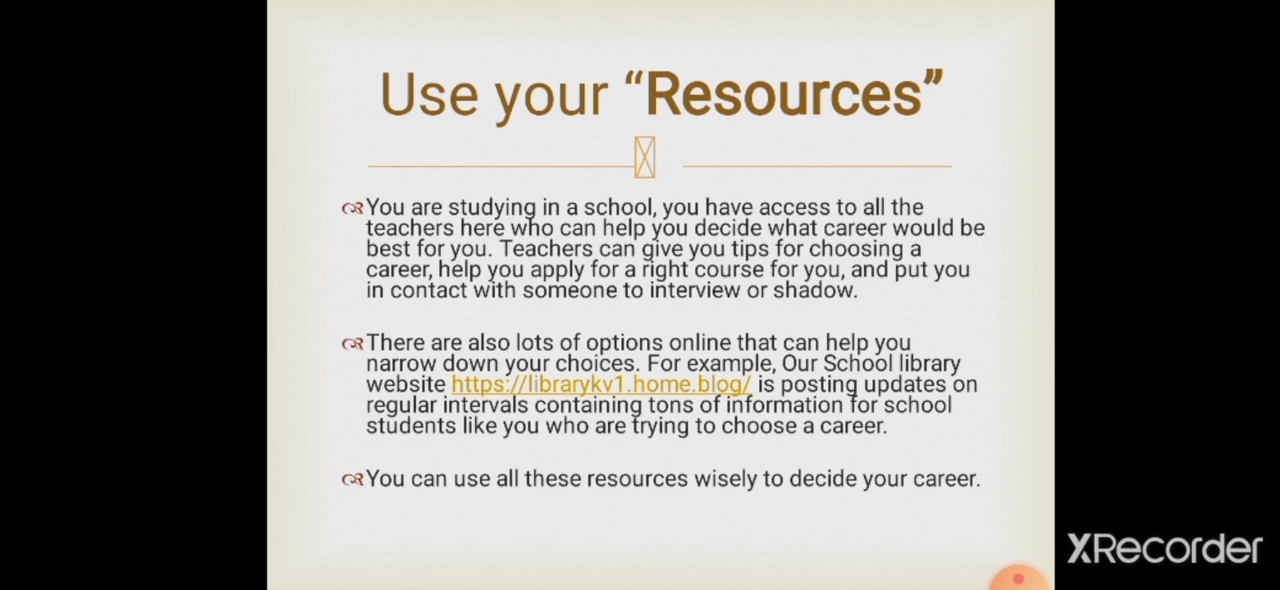 Use your “Resources”
You are studying in a school, you have access to all the
teachers here who can help you decide what career would be
best for you. Teachers can give you tips for choosing a
career, help you apply for a right course for you, and put you
in contact with someone to interview or shadow.
There are also lots of options online that can help you
narrow down your choices. For example, Our School library
website https://librarykv1.home.blog/ is posting updates on
regular intervals containing tons of information for school
students like you who are trying to choose a career.
You can use all these resources wisely to decide your career.
XRecorder